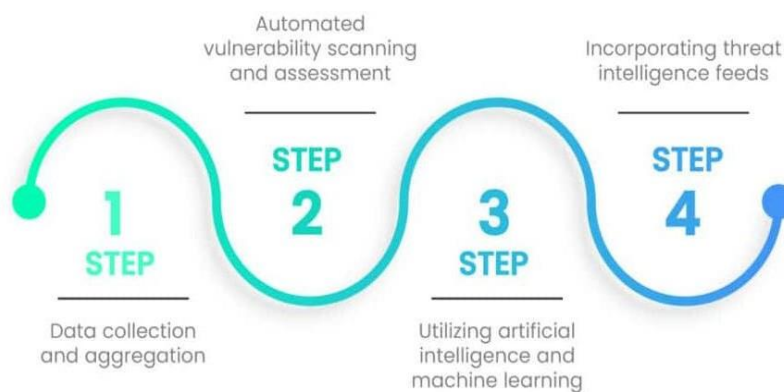 1
STEP
Data collection
and aggregation
Automated
vulnerability scanning
and assessment
STEP
2
3
STEP
Utilizing artificial
intelligence and
machine learning
Incorporating threat
intelligence feeds
STEP
4